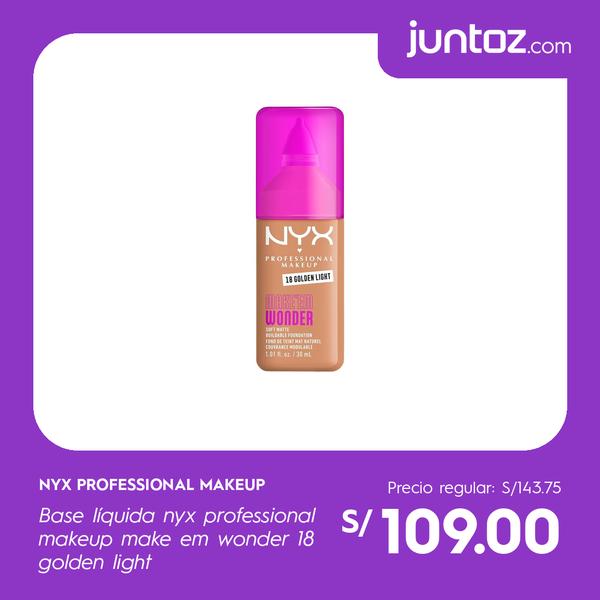 juntoz.com
NYX
PROFESSIONAL
MAKEUP
18 GOLDEN LIGHT
MAKE'EM
WONDER
SOFT MATTE
BUILDABLE FOUNDATION
FOND DE TEINT MAT NATUREL
COUVRANCE MODULABLE
1.01 fl. oz. / 30 mL
NYX PROFESSIONAL MAKEUP
Base líquida nyx professional
makeup make em wonder 18
golden light
Precio regular: S/143.75
S/ 109.00